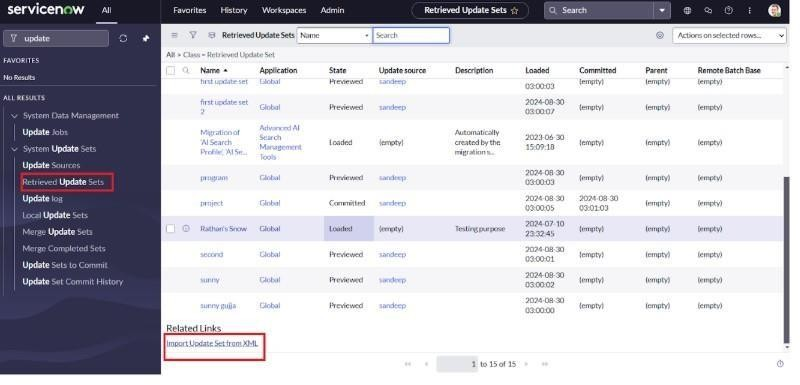 servicenow All Favorites History Workspaces Admin Retrieved Update Sets Search
update
Retrieved Update Sets Name Search Actions on selected rows...
FAVORITES
No Results
ALL RESULTS
System Data Management
Update Jobs
System Update Sets
Update Sources
Retrieved Update Sets
Update log
Local Update Sets
Merge Update Sets
Merge Completed Sets
Update Sets to Commit
Update Set Commit History
All > Class = Retrieved Update Set
Name Application State Update source Description Loaded Committed Parent Remote Batch Base
first update set Global Previewed sandeep 03:00:03 (empty) (empty) (empty)
first update set 2 Global Previewed sandeep 2024-08-30 03:00:07 (empty) (empty) (empty)
Migration of 'AI Search Profile', 'AI Se... Advanced AI Search Management Tools Loaded (empty) Automatically created by the migration s... 2023-06-30 15:09:18 (empty) (empty) (empty)
program Global Previewed sandeep 2024-08-30 03:00:03 (empty) (empty) (empty)
project Global Committed sandeep 2024-08-30 03:00:05 2024-08-30 03:01:03 (empty) (empty)
Rathan's Snow Global Loaded (empty) Testing purpose 2024-07-10 23:32:45 (empty) (empty) (empty)
second Global Previewed sandeep 2024-08-30 03:00:01 (empty) (empty) (empty)
sunny Global Previewed sandeep 2024-08-30 03:00:02 (empty) (empty) (empty)
sunny gujja Global Previewed sandeep 2024-08-30 03:00:00 (empty) (empty) (empty)
Related Links
Import Update Set from XML
1 to 15 of 15